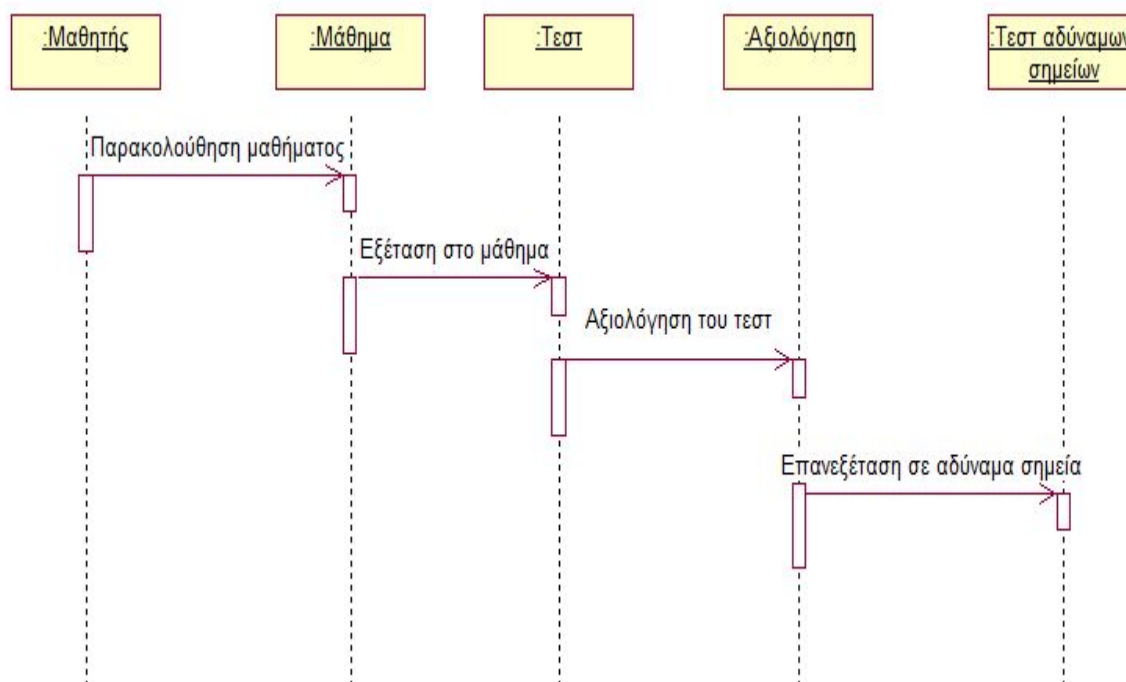 :Μαθητής
:Μάθημα
:Τεστ
:Αξιολόγηση
:Τεστ αδύναμων
σημείων
Παρακολούθηση μαθήματος
Εξέταση στο μάθημα
Αξιολόγηση του τεστ
Επανεξέταση σε αδύναμα σημεία